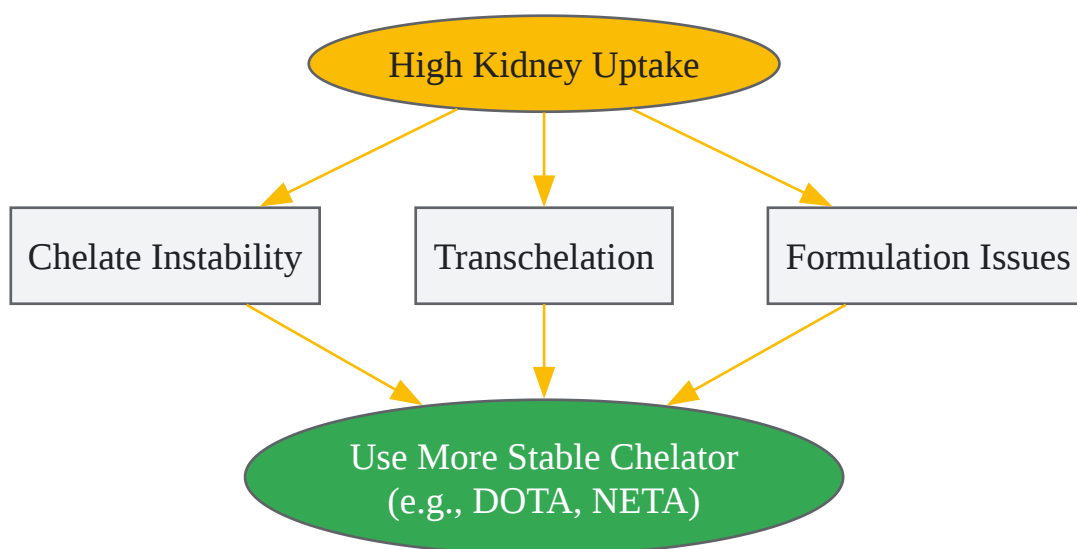 High Kidney Uptake
Chelate Instability
Transchelation
Formulation Issues
Use More Stable Chelator
(e.g., DOTA, NETA)